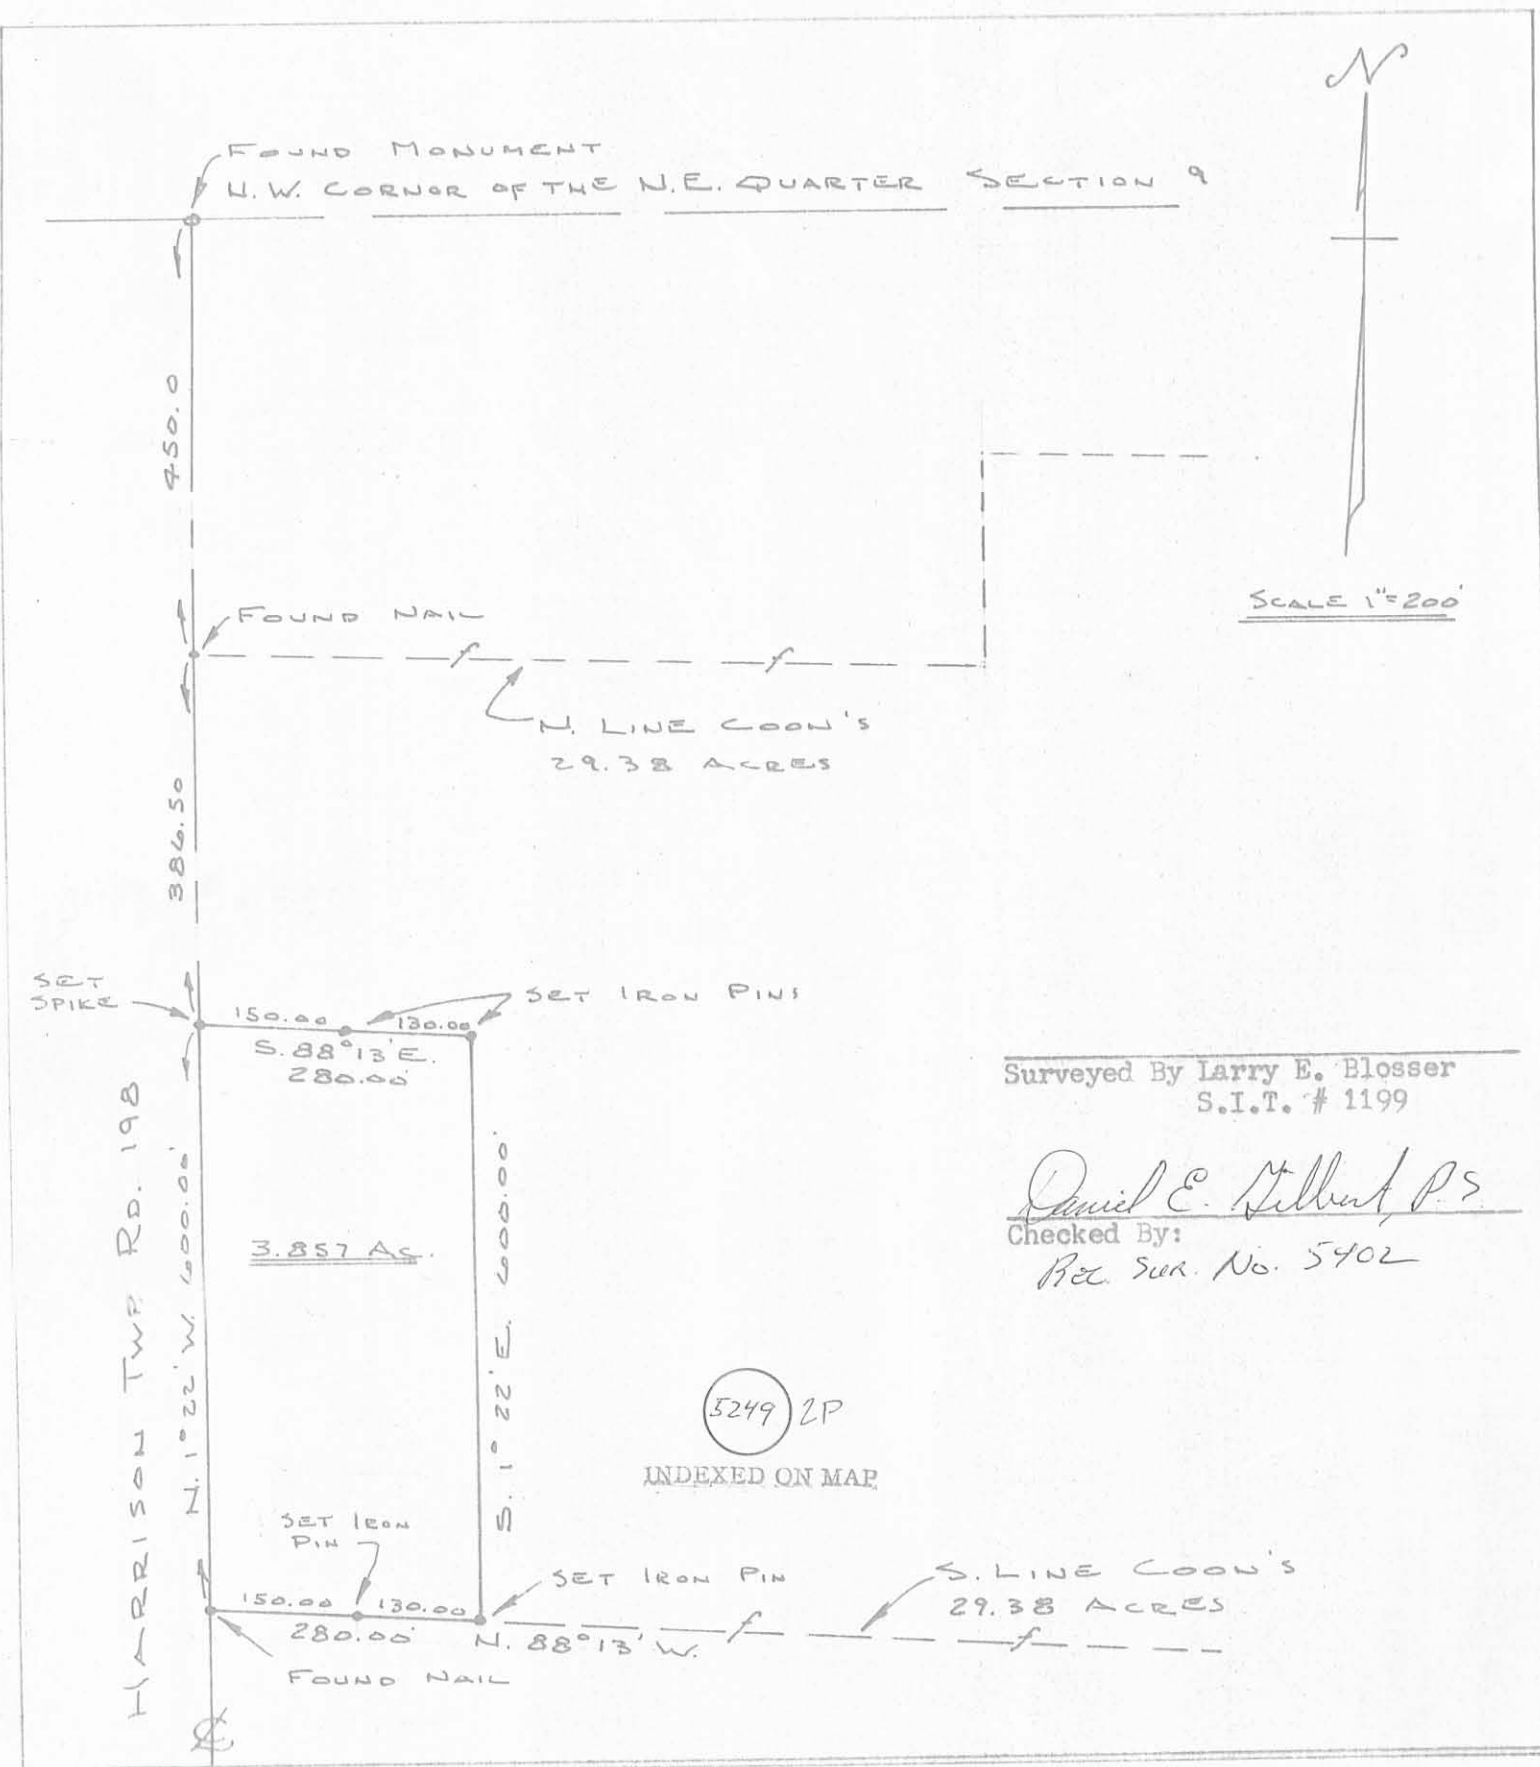 N
FOUND MONUMENT
N.W. CORNOR OF THE N.E. QUARTER SECTION 9
450.0
SCALE 1"=200'
FOUND NAIL
N. LINE COON'S
29.38 ACRES
386.50
SET
SPIKE
SET IRON PINS
150.00 130.00
S. 88°13'E.
280.00'
Surveyed By Larry E. Blosser
S.I.T. # 1199
Daniel E. Gilbert, P.S.
Checked By:
REG. SUR. No. 5402
HARRISON TWP. RD. 198
N. 1°22' W. 600.00'
3.857 AC.
S. 1° 22' E. 600.00'
5249 2P
INDEXED ON MAP
SET IRON
PIN
SET IRON PIN
S. LINE COON'S
29.38 ACRES
150.00 130.00
280.00' N. 88°13' W.
FOUND NAIL
℄